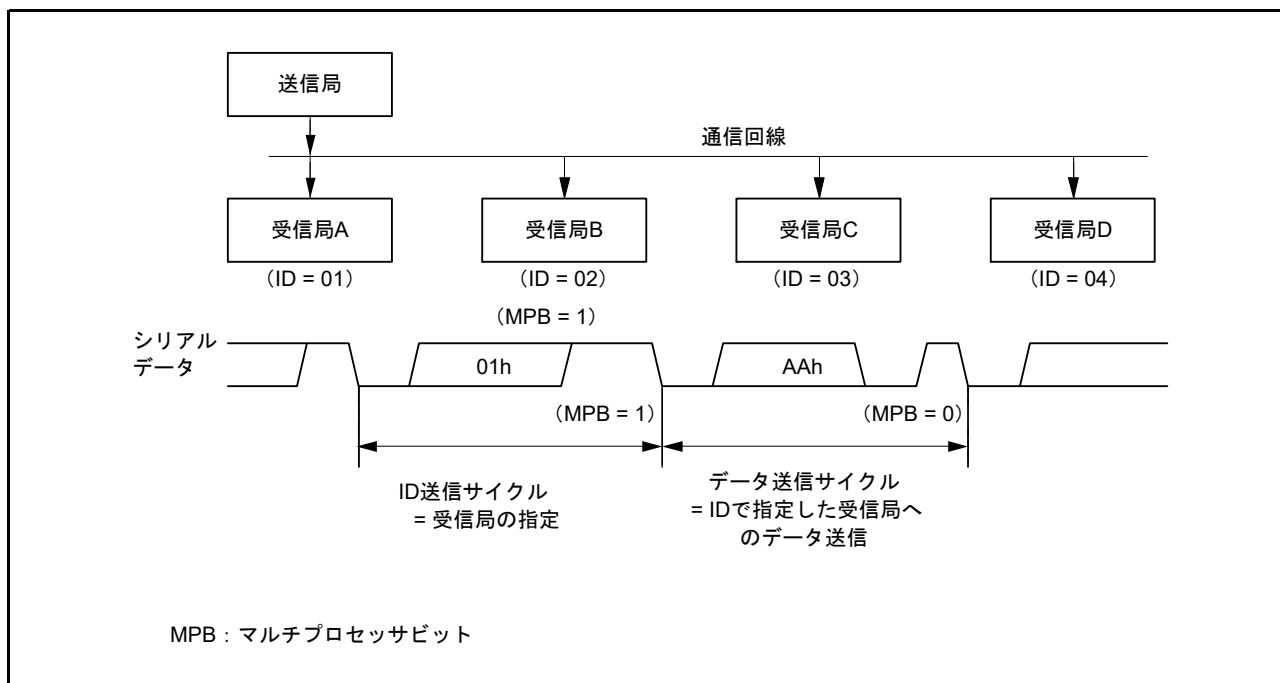 送信局
通信回線
受信局A
受信局B
受信局C
受信局D
(ID = 01)
(ID = 02)
(ID = 03)
(ID = 04)
(MPB = 1)
シリアル
データ
01h
AAh
(MPB = 1)
(MPB = 0)
ID送信サイクル
= 受信局の指定
データ送信サイクル
= IDで指定した受信局へ
のデータ送信
MPB:マルチプロセッサビット